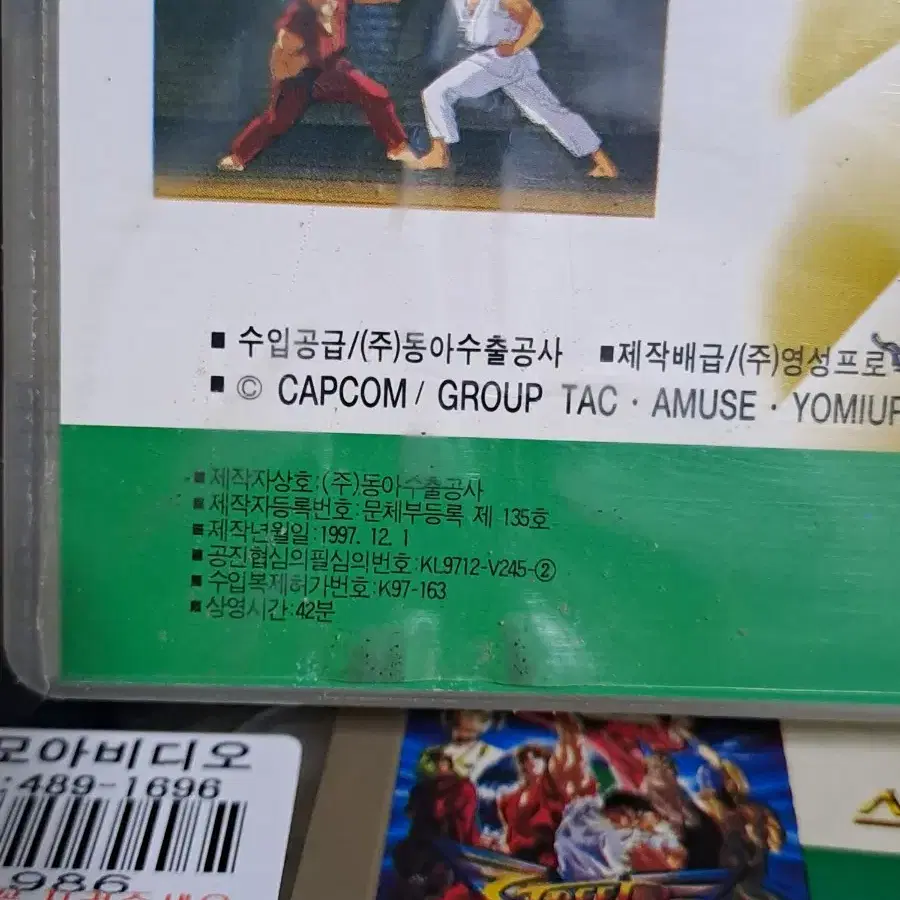 ■ 수입공급/(주)동아수출공사 ■제작배급/(주)영성프로
■ © CAPCOM / GROUP TAC · AMUSE · YOMIUR
■제작자상호:(주)동아수출공사
■제작자등록번호:문체부등록 제 135호
■제작년월일:1997. 12. 1
■공진협심의필심의번호:KL9712-V245-②
■수입복제허가번호:K97-163
■상영시간:42분
모아비디오
:489-1696
986